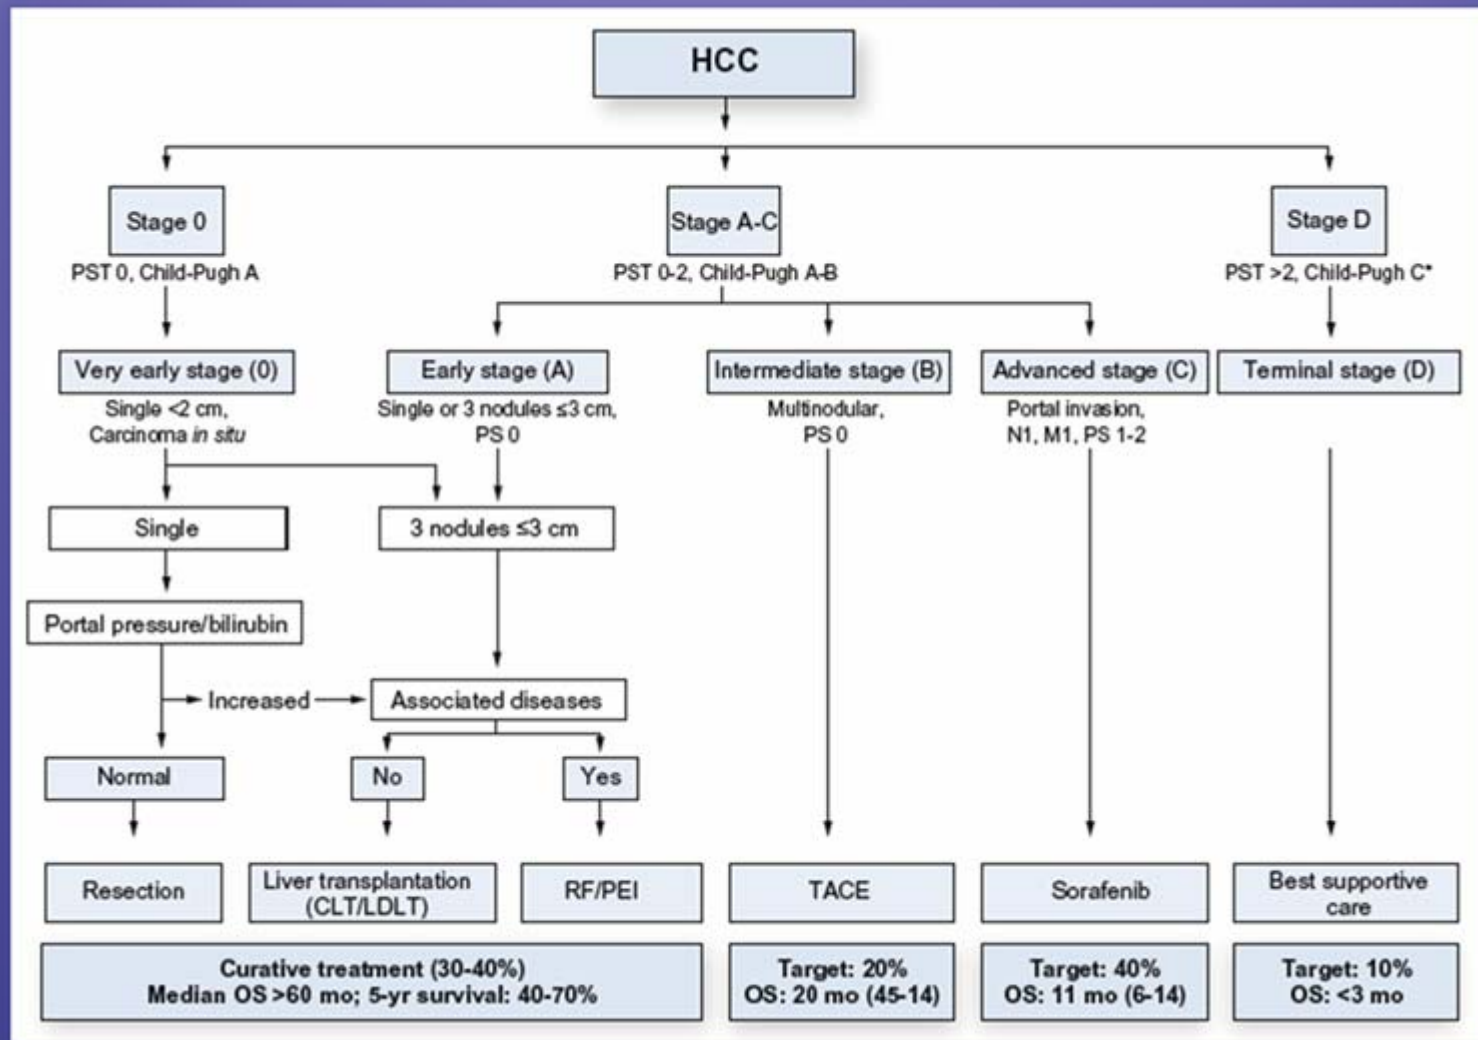 HCC
Stage 0
PST 0, Child-Pugh A
Stage A-C
PST 0-2, Child-Pugh A-B
Stage D
PST >2, Child-Pugh C*
Very early stage (0)
Single <2 cm,
Carcinoma in situ
Early stage (A)
Single or 3 nodules ≤3 cm,
PS 0
Intermediate stage (B)
Multinodular,
PS 0
Advanced stage (C)
Portal invasion,
N1, M1, PS 1-2
Terminal stage (D)
Single
3 nodules ≤3 cm
Portal pressure/bilirubin
Increased
Associated diseases
Normal
No
Yes
Resection
Liver transplantation
(CLT/LDLT)
RF/PEI
TACE
Sorafenib
Best supportive
care
Curative treatment (30-40%)
Median OS >60 mo; 5-yr survival: 40-70%
Target: 20%
OS: 20 mo (45-14)
Target: 40%
OS: 11 mo (6-14)
Target: 10%
OS: <3 mo